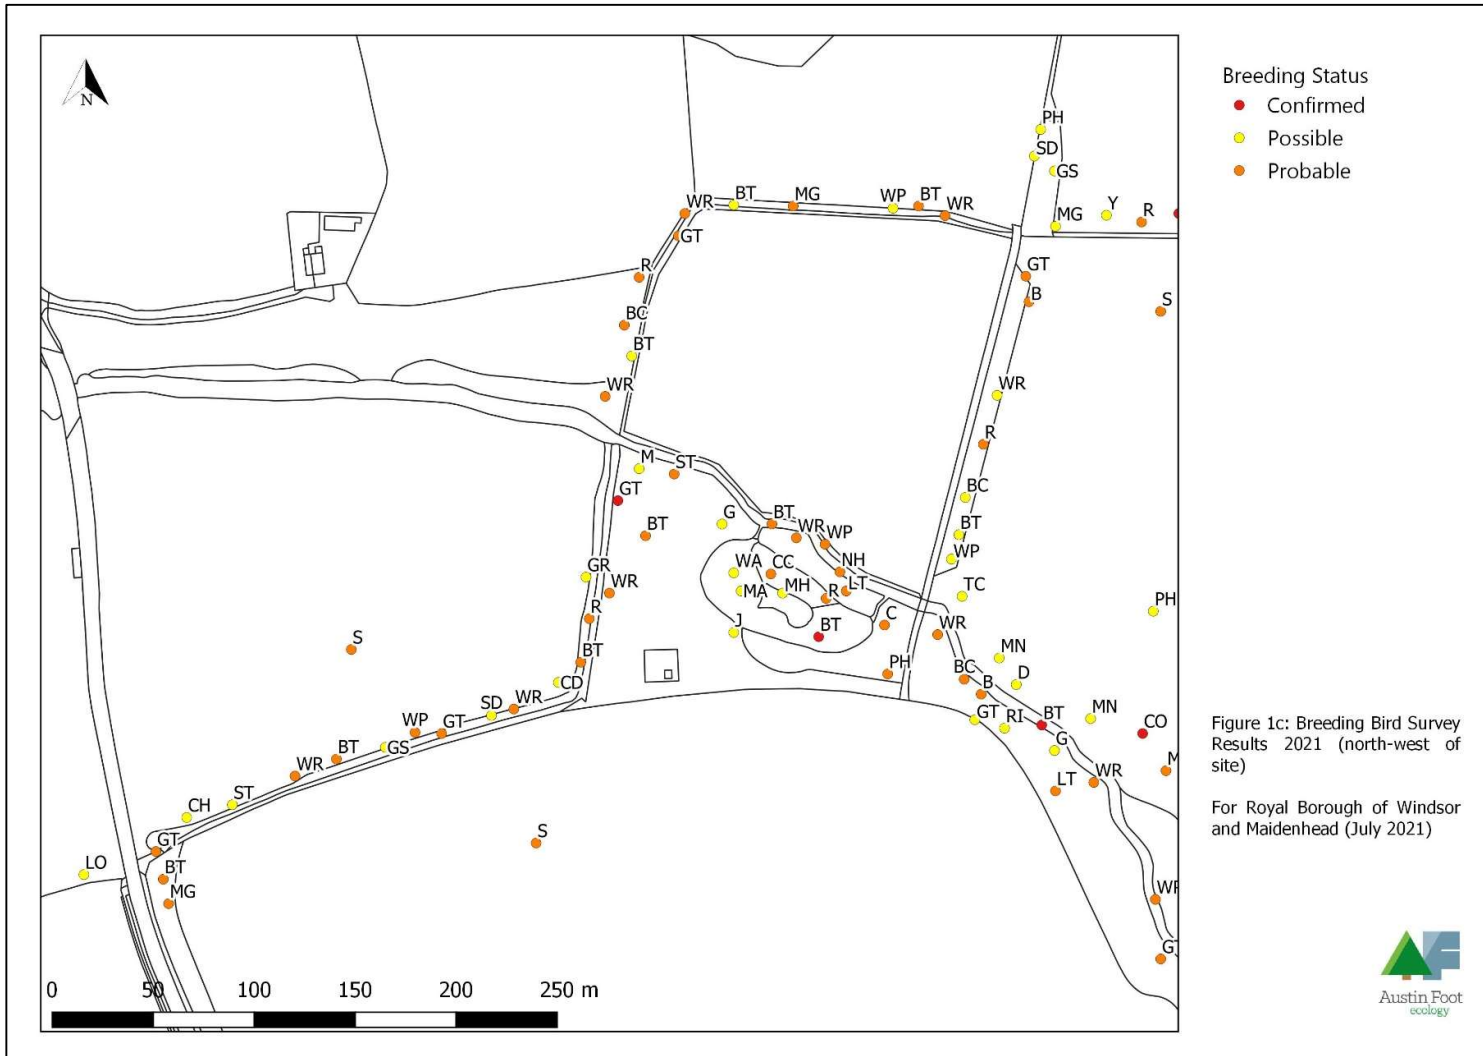 N
Breeding Status
Confirmed
Possible
Probable
PH
SD
GS
MG
Y
R
WR
BT
MG
WP
BT
WR
GT
R
BC
BT
WR
GT
B
S
WR
R
BC
BT
WP
TC
M
ST
GT
BT
G
BT
WR
WP
NH
LT
WA
CC
MA
MH
R
J
BT
C
PH
WR
MN
D
BC
B
GT
RI
BT
MN
G
CO
LT
WR
PH
M
GR
WR
R
BT
CD
S
SD
WR
WP
GT
GS
BT
WR
ST
CH
GT
BT
MG
LO
S
WR
GT
0 50 100 150 200 250 m
Figure 1c: Breeding Bird Survey
Results 2021 (north-west of
site)
For Royal Borough of Windsor
and Maidenhead (July 2021)
Austin Foot
ecology